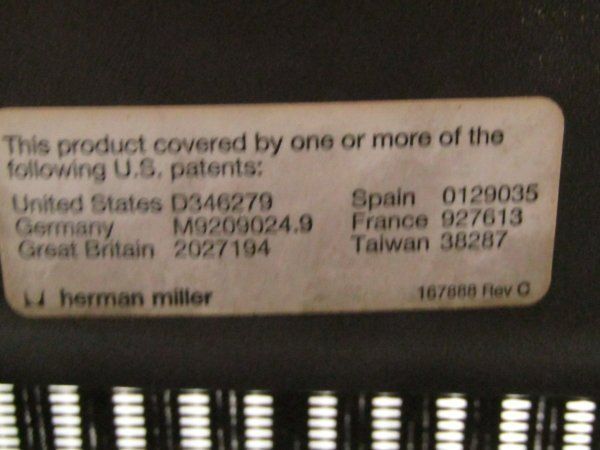 This product covered by one or more of the
following U.S. patents:
United States D346279 Spain 0129035
Germany M9209024.9 France 927613
Great Britain 2027194 Taiwan 38287
herman miller 167888 Rev C